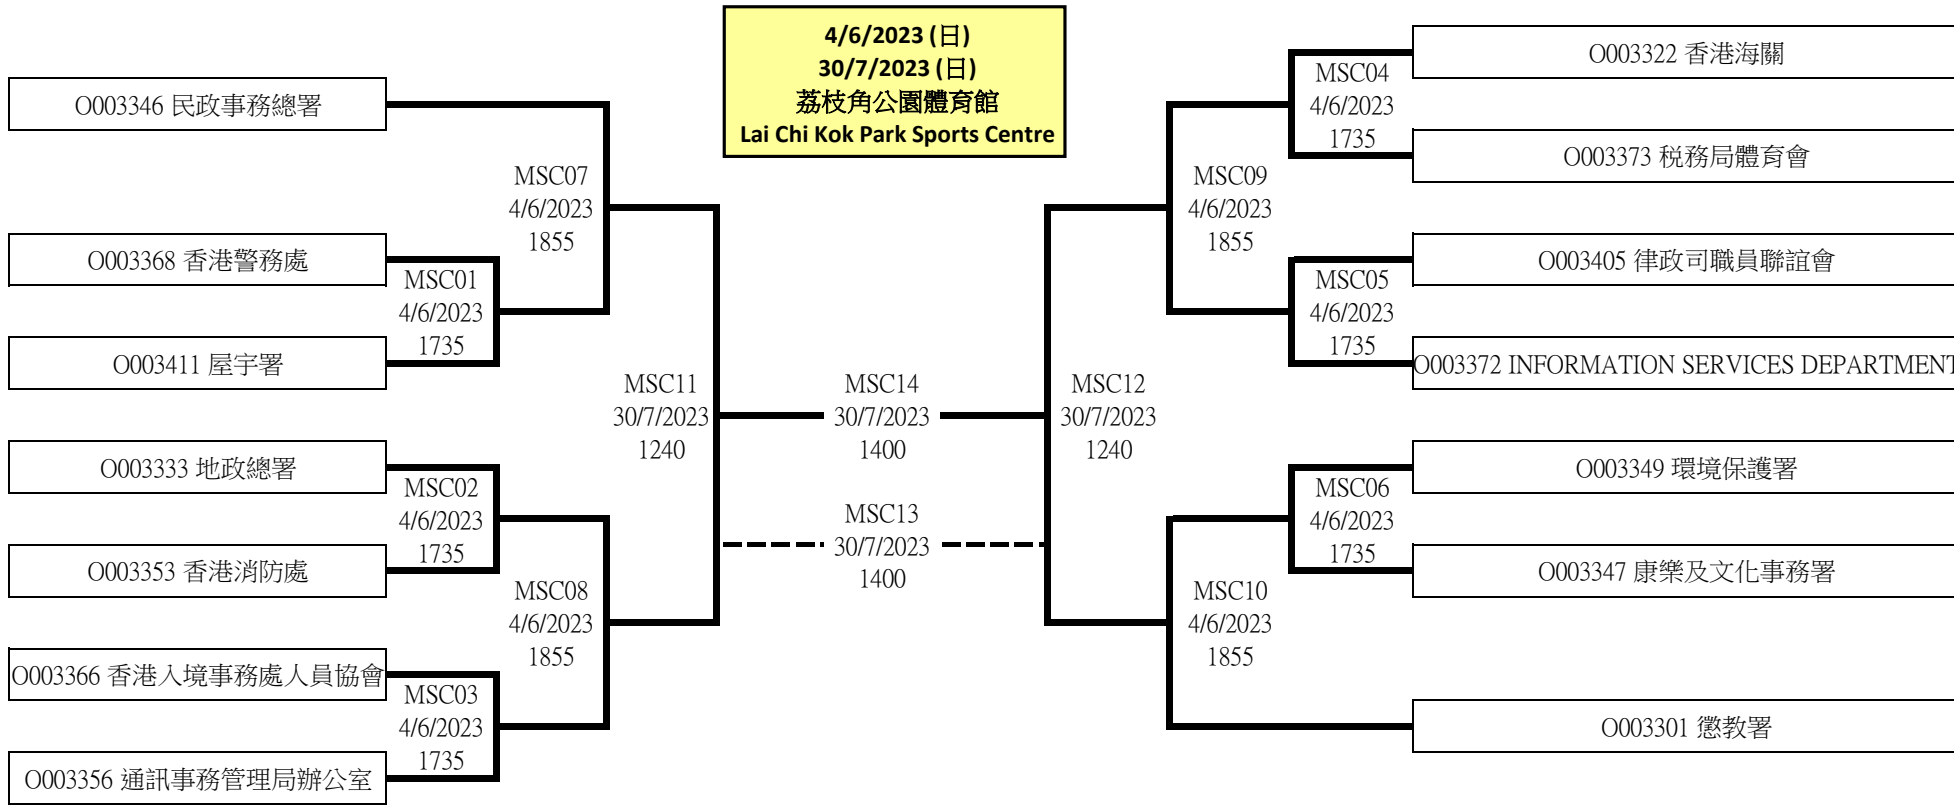 4/6/2023 (日)
30/7/2023 (日)
荔枝角公園體育館
Lai Chi Kok Park Sports Centre
O003346 民政事務總署
MSC07
4/6/2023
1855
O003368 香港警務處
MSC01
4/6/2023
1735
O003411 屋宇署
MSC11
30/7/2023
1240
O003333 地政總署
MSC02
4/6/2023
1735
O003353 香港消防處
MSC08
4/6/2023
1855
O003366 香港入境事務處人員協會
MSC03
4/6/2023
1735
O003356 通訊事務管理局辦公室
MSC14
30/7/2023
1400
MSC13
30/7/2023
1400
O003322 香港海關
MSC04
4/6/2023
1735
O003373 税務局體育會
MSC09
4/6/2023
1855
O003405 律政司職員聯誼會
MSC05
4/6/2023
1735
O003372 INFORMATION SERVICES DEPARTMENT
MSC12
30/7/2023
1240
O003349 環境保護署
MSC06
4/6/2023
1735
O003347 康樂及文化事務署
MSC10
4/6/2023
1855
O003301 懲教署